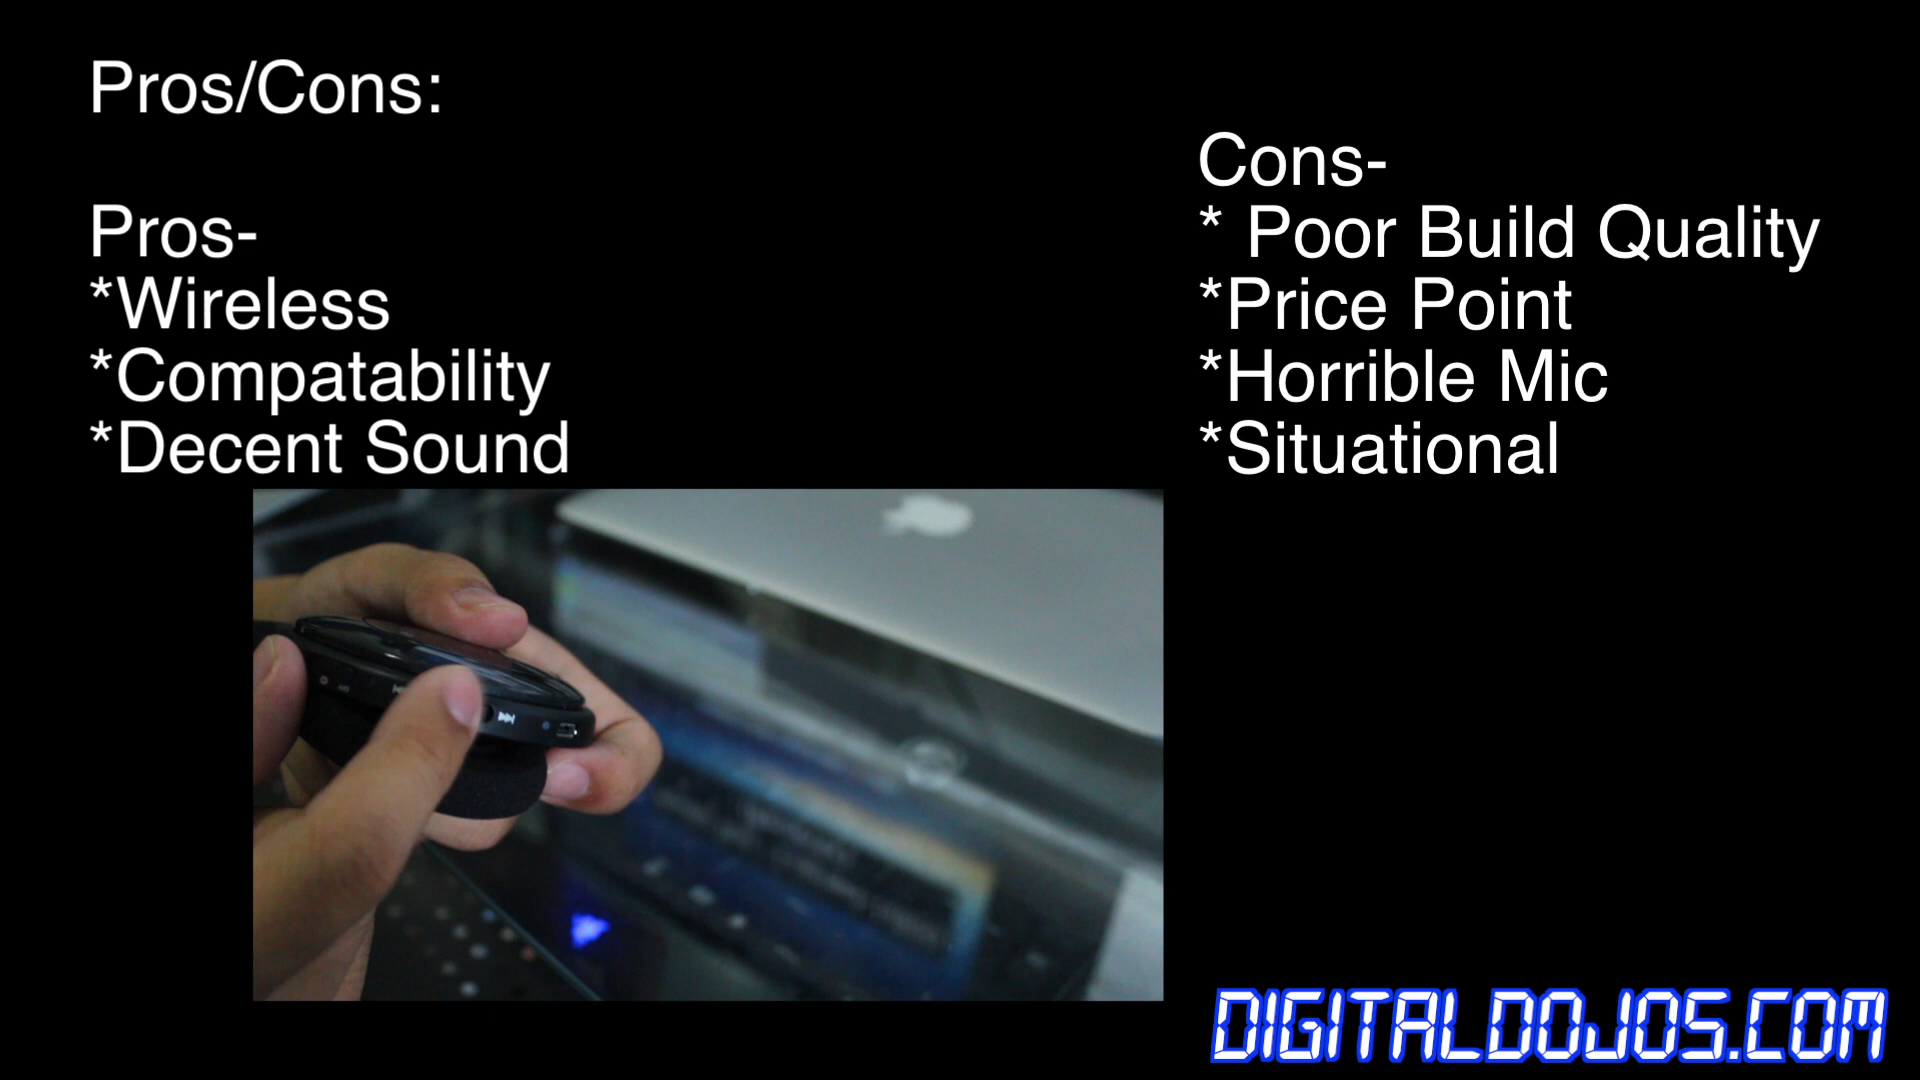 Pros/Cons:
Pros-
*Wireless
*Compatability
*Decent Sound
Cons-
* Poor Build Quality
*Price Point
*Horrible Mic
*Situational
DIGITALDOJOS.COM